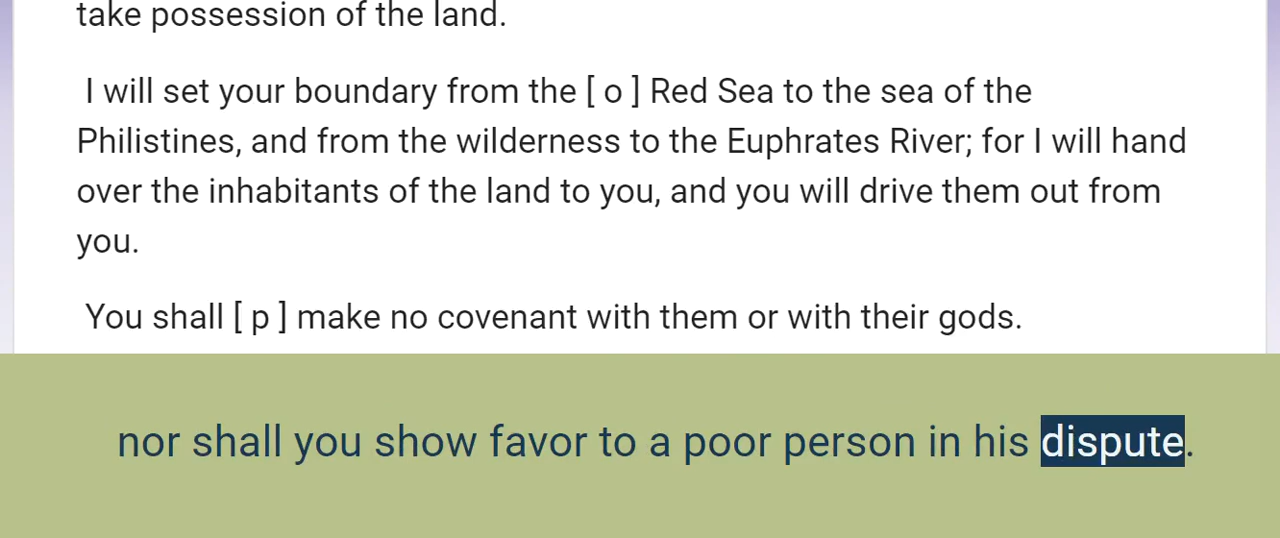 take possession of the land.
I will set your boundary from the [ o ] Red Sea to the sea of the
Philistines, and from the wilderness to the Euphrates River; for I will hand
over the inhabitants of the land to you, and you will drive them out from
you.
You shall [ p ] make no covenant with them or with their gods.
nor shall you show favor to a poor person in his dispute.